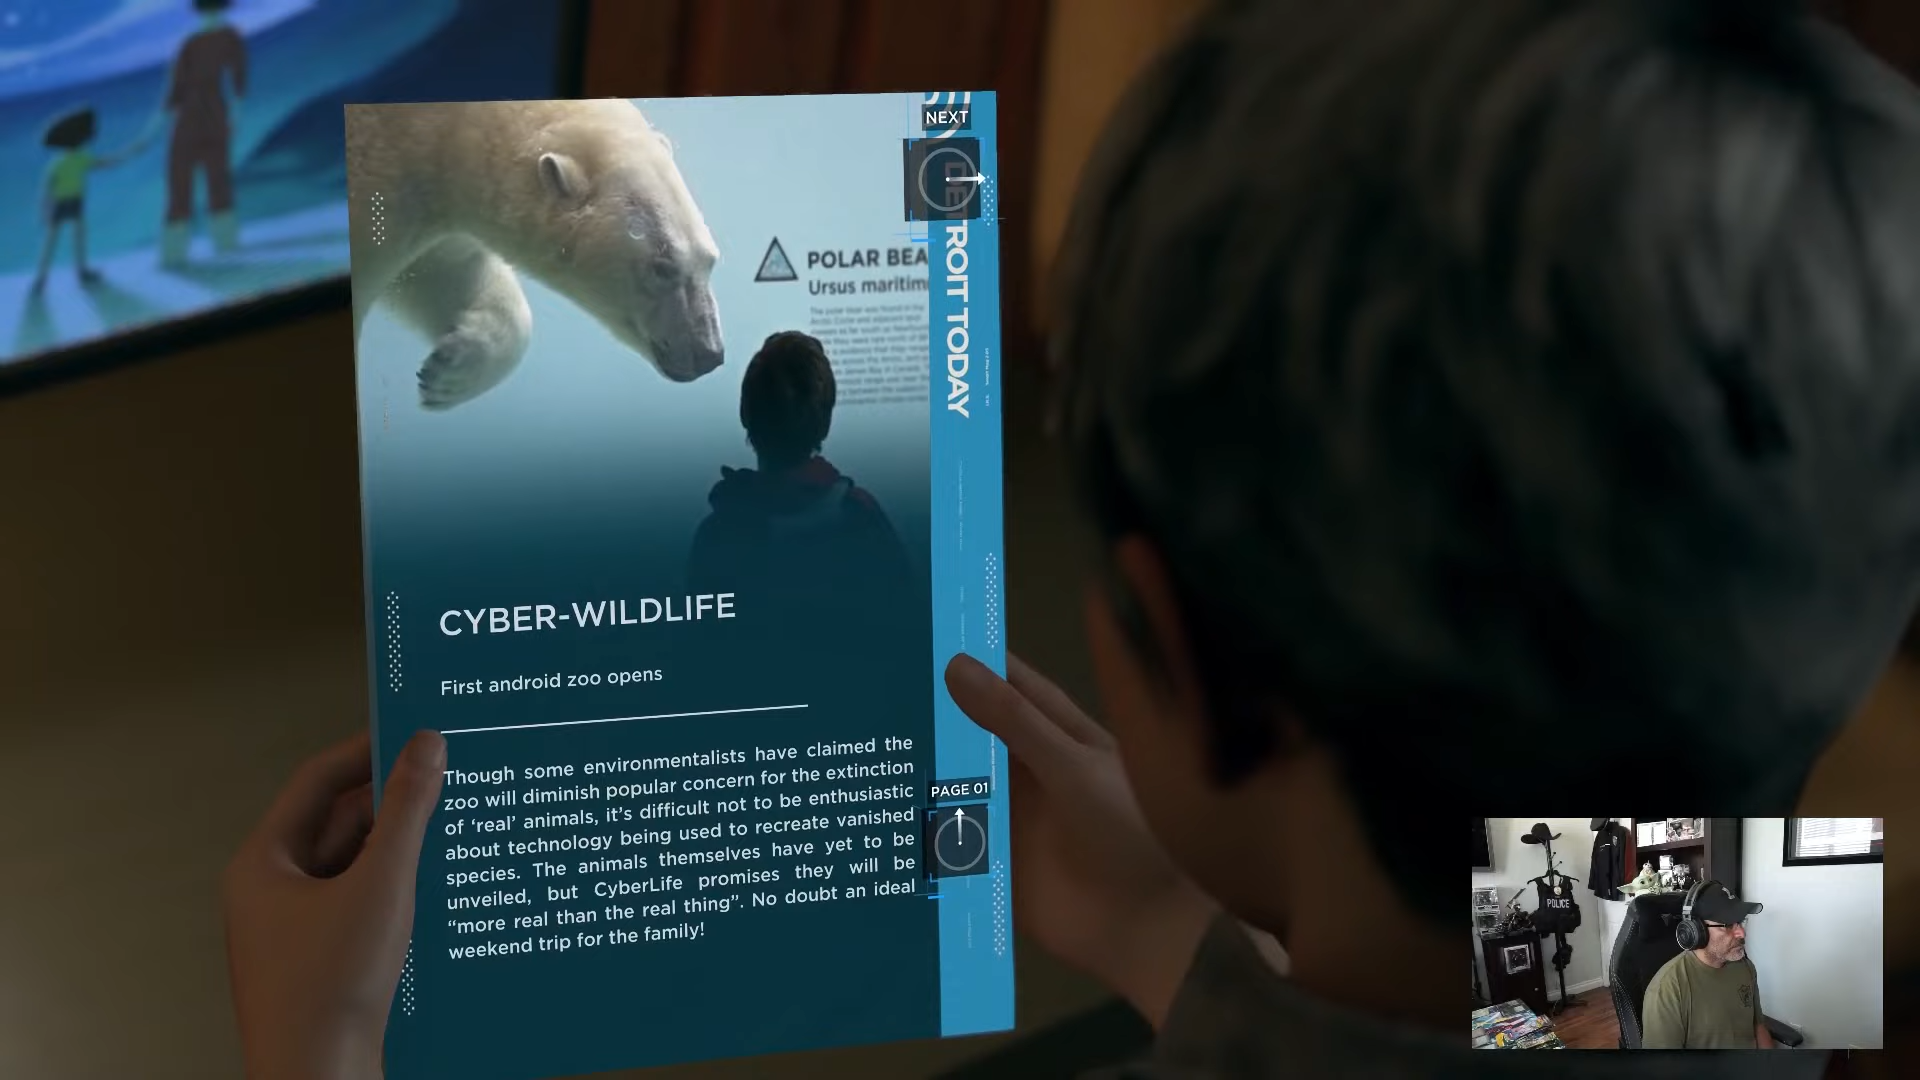 NEXT
DETROIT TODAY
POLAR BEA
Ursus maritim
CYBER-WILDLIFE
First android zoo opens
Though some environmentalists have claimed the
zoo will diminish popular concern for the extinction
of ‘real’ animals, it’s difficult not to be enthusiastic
about technology being used to recreate vanished
species. The animals themselves have yet to be
unveiled, but CyberLife promises they will be
“more real than the real thing”. No doubt an ideal
weekend trip for the family!
PAGE 01
POLICE